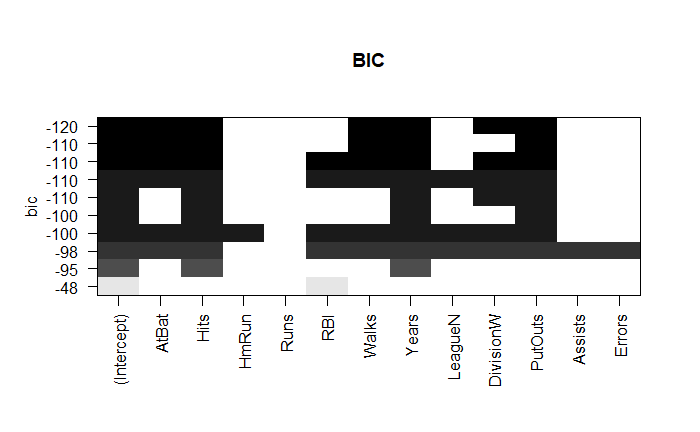 BIC
bic
-120
-110
-110
-110
-110
-100
-100
-98
-95
-48
(Intercept)
AtBat
Hits
HmRun
Runs
RBI
Walks
Years
LeagueN
DivisionW
PutOuts
Assists
Errors